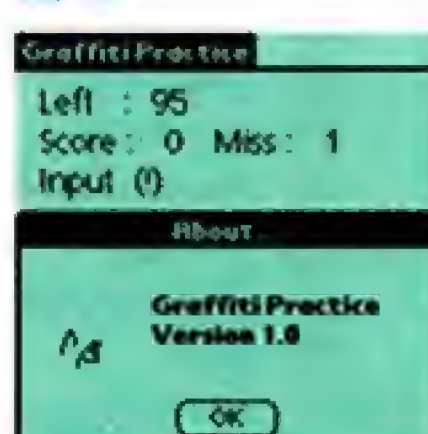 Graffiti Practice
Left : 95
Score : 0 Miss : 1
Input (!)
About
Graffiti Practice
Version 1.0
OK